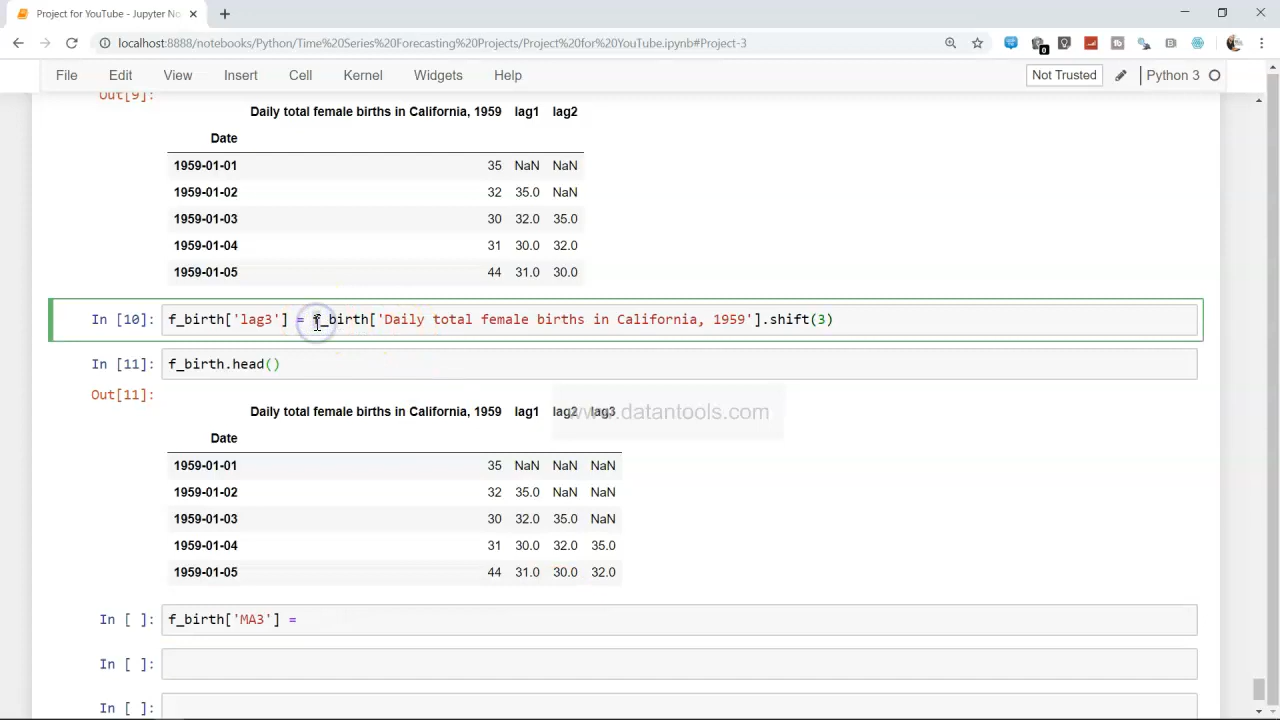 Project for YouTube - Jupyter No
localhost:8888/notebooks/Python/Time%20Series%20Forecasting%20Projects/Project%20for%20YouTube.ipynb#Project-3
File Edit View Insert Cell Kernel Widgets Help Not Trusted Python 3
Out[9]:
Daily total female births in California, 1959 lag1 lag2
Date
1959-01-01 35 NaN NaN
1959-01-02 32 35.0 NaN
1959-01-03 30 32.0 35.0
1959-01-04 31 30.0 32.0
1959-01-05 44 31.0 30.0
In [10]: f_birth['lag3'] = f_birth['Daily total female births in California, 1959'].shift(3)
In [11]: f_birth.head()
Out[11]:
Daily total female births in California, 1959 lag1 lag2 lag3
www.datantools.com
Date
1959-01-01 35 NaN NaN NaN
1959-01-02 32 35.0 NaN NaN
1959-01-03 30 32.0 35.0 NaN
1959-01-04 31 30.0 32.0 35.0
1959-01-05 44 31.0 30.0 32.0
In [ ]: f_birth['MA3'] =
In [ ]:
In [ ]: